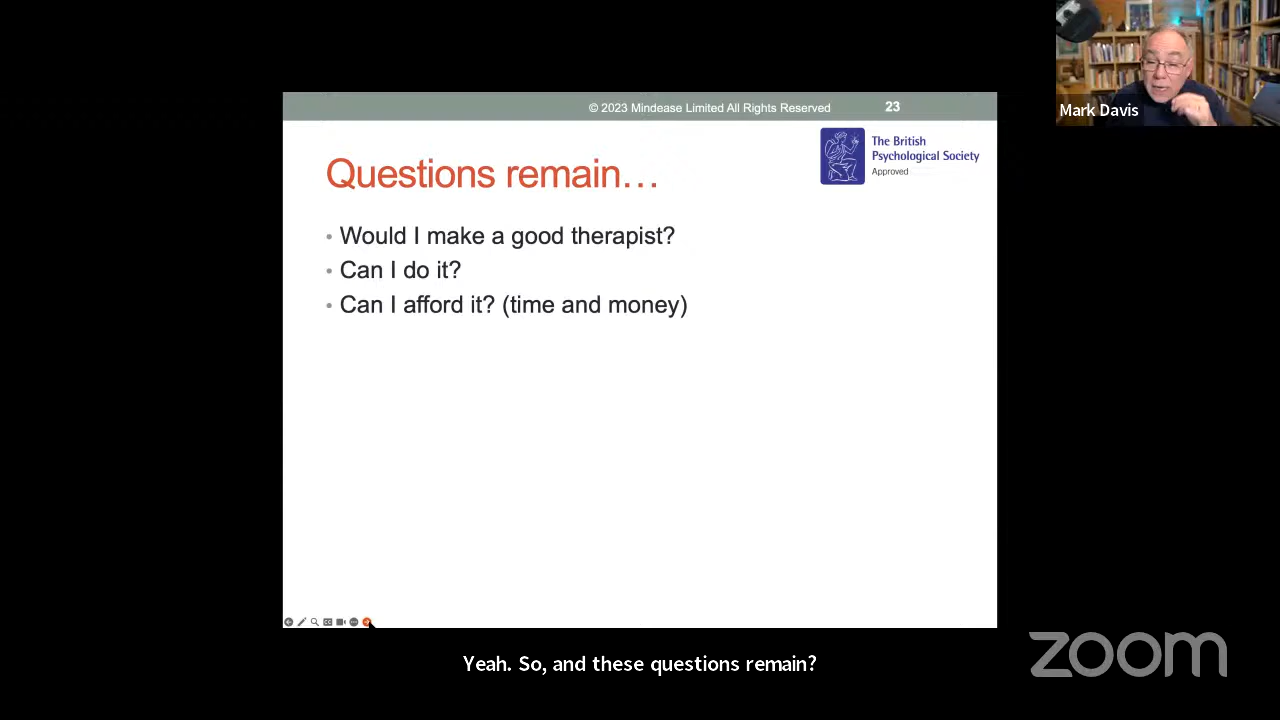 © 2023 Mindease Limited All Rights Reserved 23
The British
Psychological Society
Approved
Questions remain…
• Would I make a good therapist?
• Can I do it?
• Can I afford it? (time and money)
Mark Davis
Yeah. So, and these questions remain?
zoom